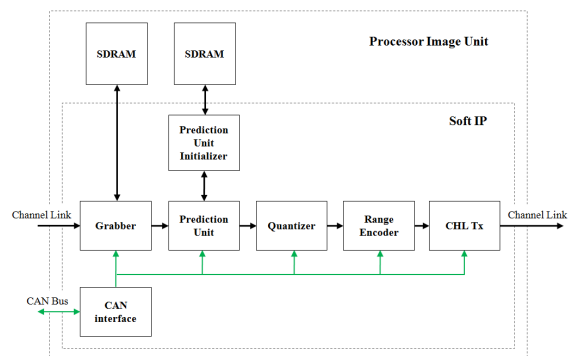 Processor Image Unit
SDRAM
SDRAM
Soft IP
Prediction
Unit
Initializer
Channel Link
Grabber
Prediction
Unit
Quantizer
Range
Encoder
CHL Tx
Channel Link
CAN Bus
CAN
interface